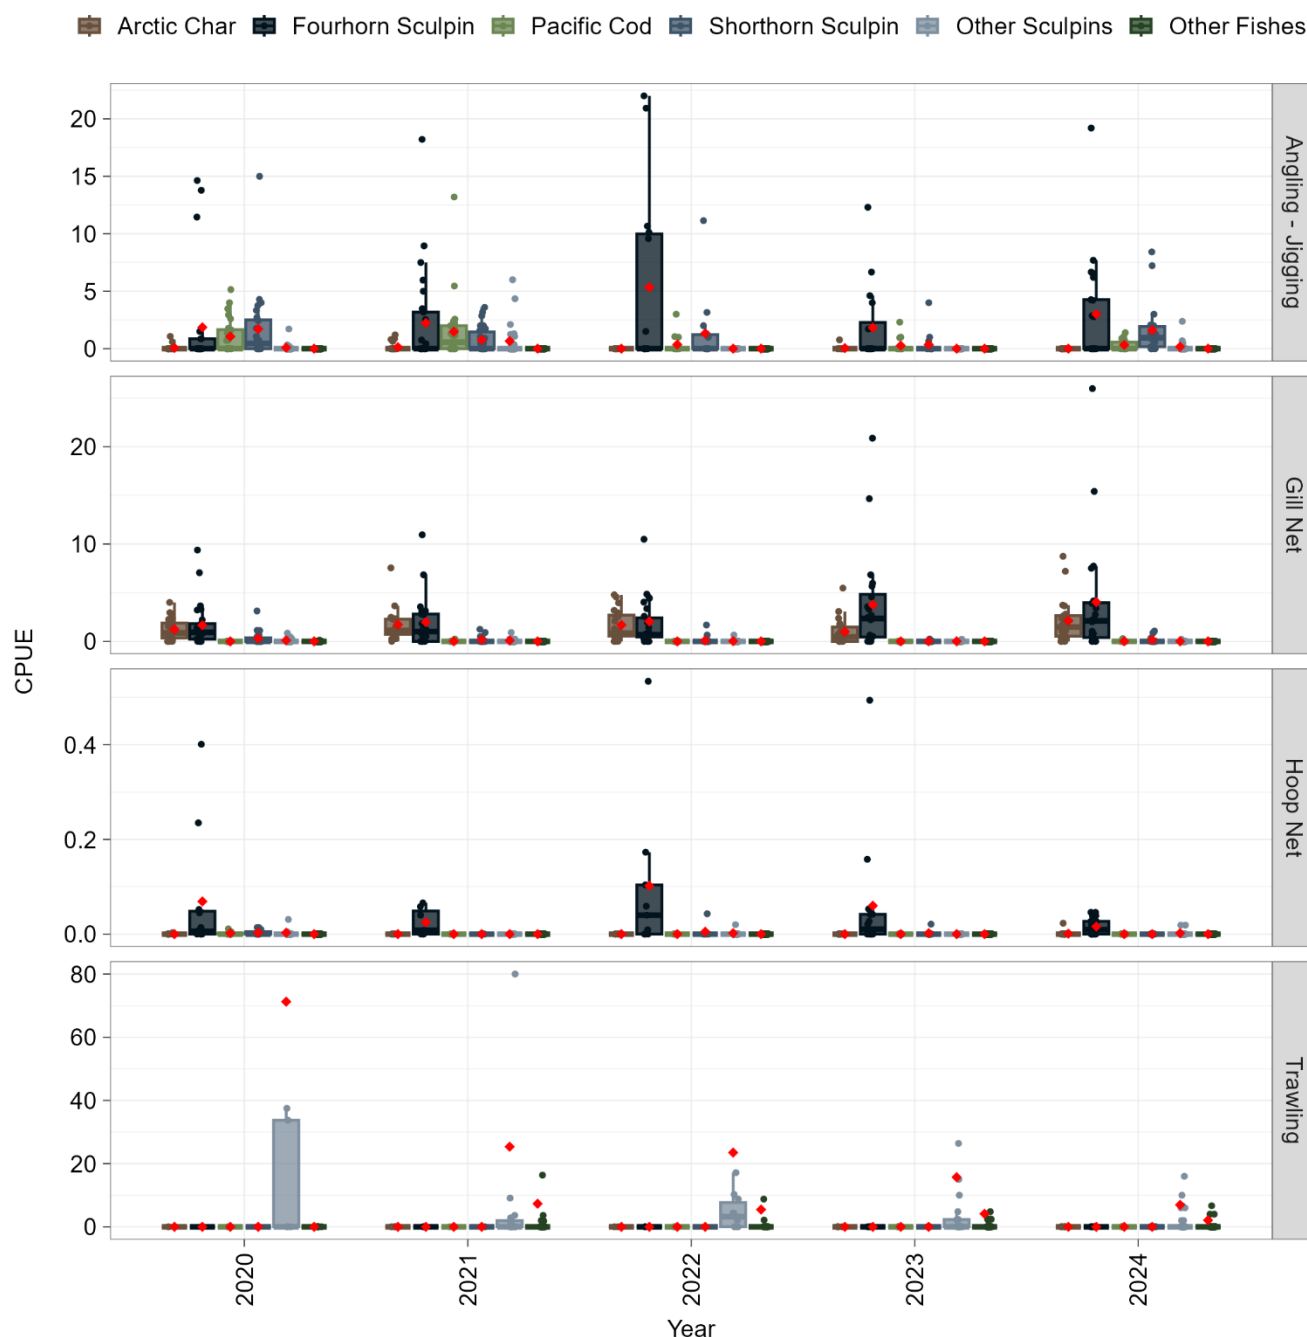 Arctic Char Fourhorn Sculpin Pacific Cod Shorthorn Sculpin Other Sculpins Other Fishes
20
15
10
5
0
Angling - Jigging
20
10
0
Gill Net
CPUE
0.4
0.2
0.0
Hoop Net
80
60
40
20
0
Trawling
2020 2021 2022 2023 2024
Year